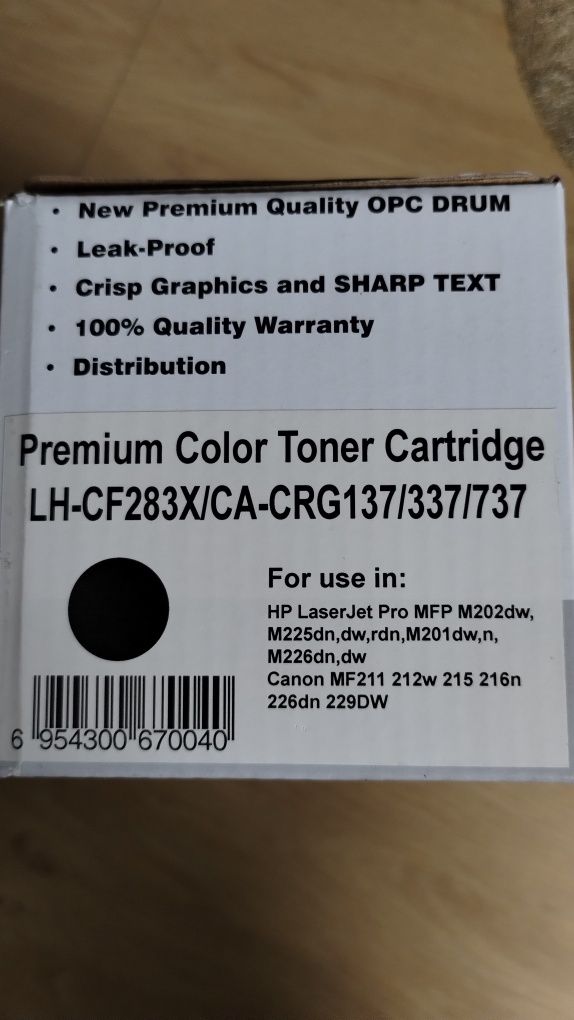 • New Premium Quality OPC DRUM
• Leak-Proof
• Crisp Graphics and SHARP TEXT
• 100% Quality Warranty
• Distribution
Premium Color Toner Cartridge
LH-CF283X/CA-CRG137/337/737
For use in:
HP LaserJet Pro MFP M202dw,
M225dn,dw,rdn,M201dw,n,
M226dn,dw
Canon MF211 212w 215 216n
226dn 229DW
6 954300 670040